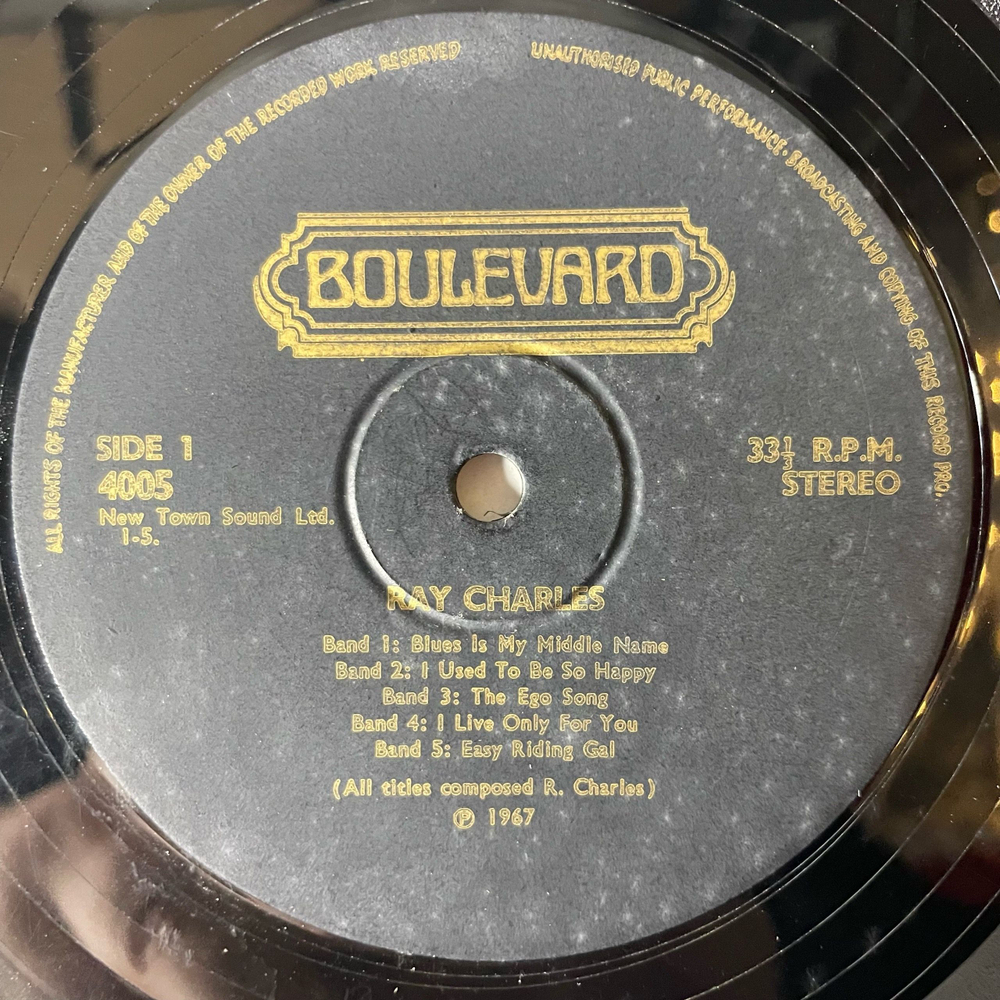 ALL RIGHTS OF THE MANUFACTURER AND OF THE OWNER OF THE RECORDED WORK RESERVED
UNAUTHORISED PUBLIC PERFORMANCE · BROADCASTING AND COPYING OF THIS RECORD PRO.
BOULEVARD
SIDE 1
4005
New Town Sound Ltd.
1-5.
33⅓ R.P.M.
STEREO
RAY CHARLES
Band 1: Blues Is My Middle Name
Band 2: I Used To Be So Happy
Band 3: The Ego Song
Band 4: I Live Only For You
Band 5: Easy Riding Gal
(All titles composed R. Charles)
℗ 1967